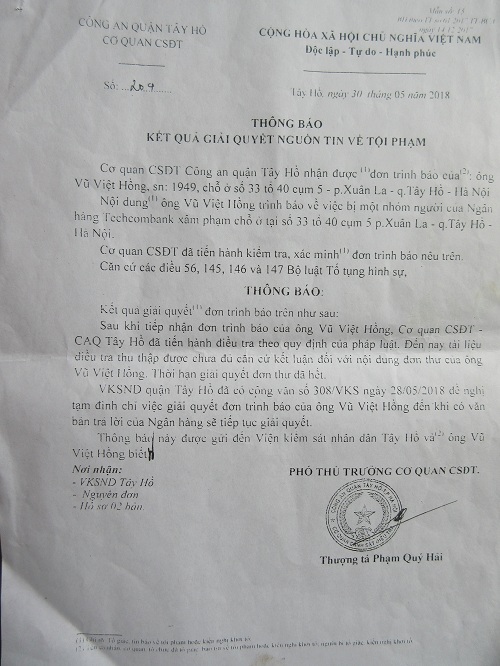 CÔNG AN QUẬN TÂY HỒ
CƠ QUAN CSĐT
Số: ...209......
Mẫu số: 15
CỘNG HÒA XÃ HỘI CHỦ NGHĨA VIỆT NAM
Độc lập - Tự do - Hạnh phúc
Tây Hồ, ngày 30 tháng 05 năm 2018
THÔNG BÁO
KẾT QUẢ GIẢI QUYẾT NGUỒN TIN VỀ TỘI PHẠM
Cơ quan CSĐT Công an quận Tây Hồ nhận được (1)đơn trình báo của(2): ông
Vũ Việt Hồng, sn: 1949, chỗ ở số 33 tổ 40 cụm 5 - p.Xuân La - q.Tây Hồ - Hà Nội
Nội dung(1) ông Vũ Việt Hồng trình báo về việc bị một nhóm người của Ngân
hàng Techcombank xâm phạm chỗ ở tại số 33 tổ 40 cụm 5 p.Xuân La - q.Tây Hồ -
Hà Nội.
Cơ quan CSĐT đã tiến hành kiểm tra, xác minh(1) đơn trình báo nêu trên.
Căn cứ các điều 56, 145, 146 và 147 Bộ luật Tố tụng hình sự,
THÔNG BÁO:
Kết quả giải quyết(1) đơn trình báo trên như sau:
Sau khi tiếp nhận đơn trình báo của ông Vũ Việt Hồng, Cơ quan CSĐT -
CAQ Tây Hồ đã tiến hành điều tra theo quy định của pháp luật. Đến nay tài liệu
điều tra thu thập được chưa đủ căn cứ kết luận đối với nội dung đơn thư của ông
Vũ Việt Hồng. Thời hạn giải quyết đơn thư đã hết.
VKSND quận Tây Hồ đã có công văn số 308/VKS ngày 28/05/2018 đề nghị
tạm đình chỉ việc giải quyết đơn trình báo của ông Vũ Việt Hồng đến khi có văn
bản trả lời của Ngân hàng sẽ tiếp tục giải quyết.
Thông báo này được gửi đến Viện kiểm sát nhân dân Tây Hồ và(2) ông Vũ
Việt Hồng biết
Nơi nhận:
- VKSND Tây Hồ
- Nguyên đơn
- Hồ sơ 02 bản.
PHÓ THỦ TRƯỞNG CƠ QUAN CSĐT.
Thượng tá Phạm Quý Hải